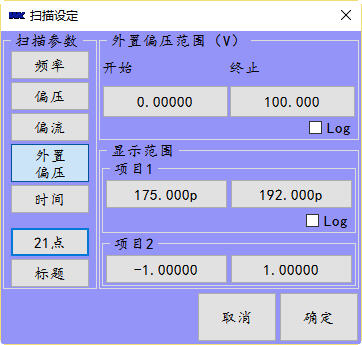 扫描设定
扫描参数
频率
偏压
偏流
外置
偏压
时间
21点
标题
外置偏压范围（V）
开始 终止
0.00000 100.000
Log
显示范围
项目1
175.000p 192.000p
Log
项目2
-1.00000 1.00000
取消 确定